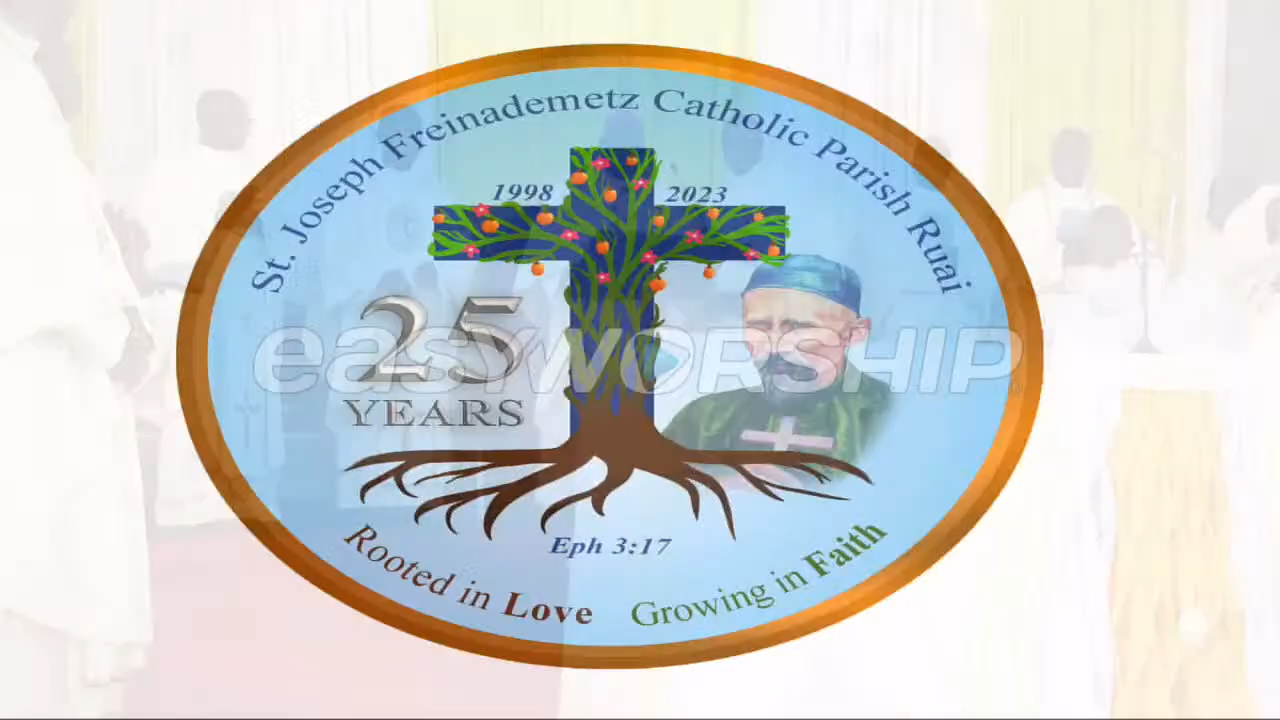 St. Joseph Freinademetz Catholic Parish Ruai
1998 2023
25
YEARS
easyWORSHIP
Eph 3:17
Rooted in Love Growing in Faith